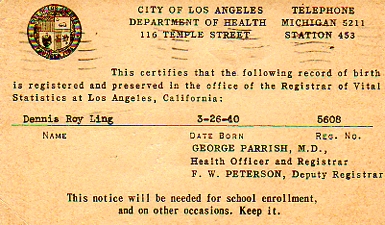 CITY OF LOS ANGELES TELEPHONE
DEPARTMENT OF HEALTH MICHIGAN 5211
116 TEMPLE STREET STATION 453
This certifies that the following record of birth
is registered and preserved in the office of the Registrar of Vital
Statistics at Los Angeles, California:
Dennis Roy Ling 3-26-40 5608
NAME DATE BORN REG. NO.
GEORGE PARRISH, M.D.,
Health Officer and Registrar
F. W. PETERSON, Deputy Registrar
This notice will be needed for school enrollment,
and on other occasions. Keep it.